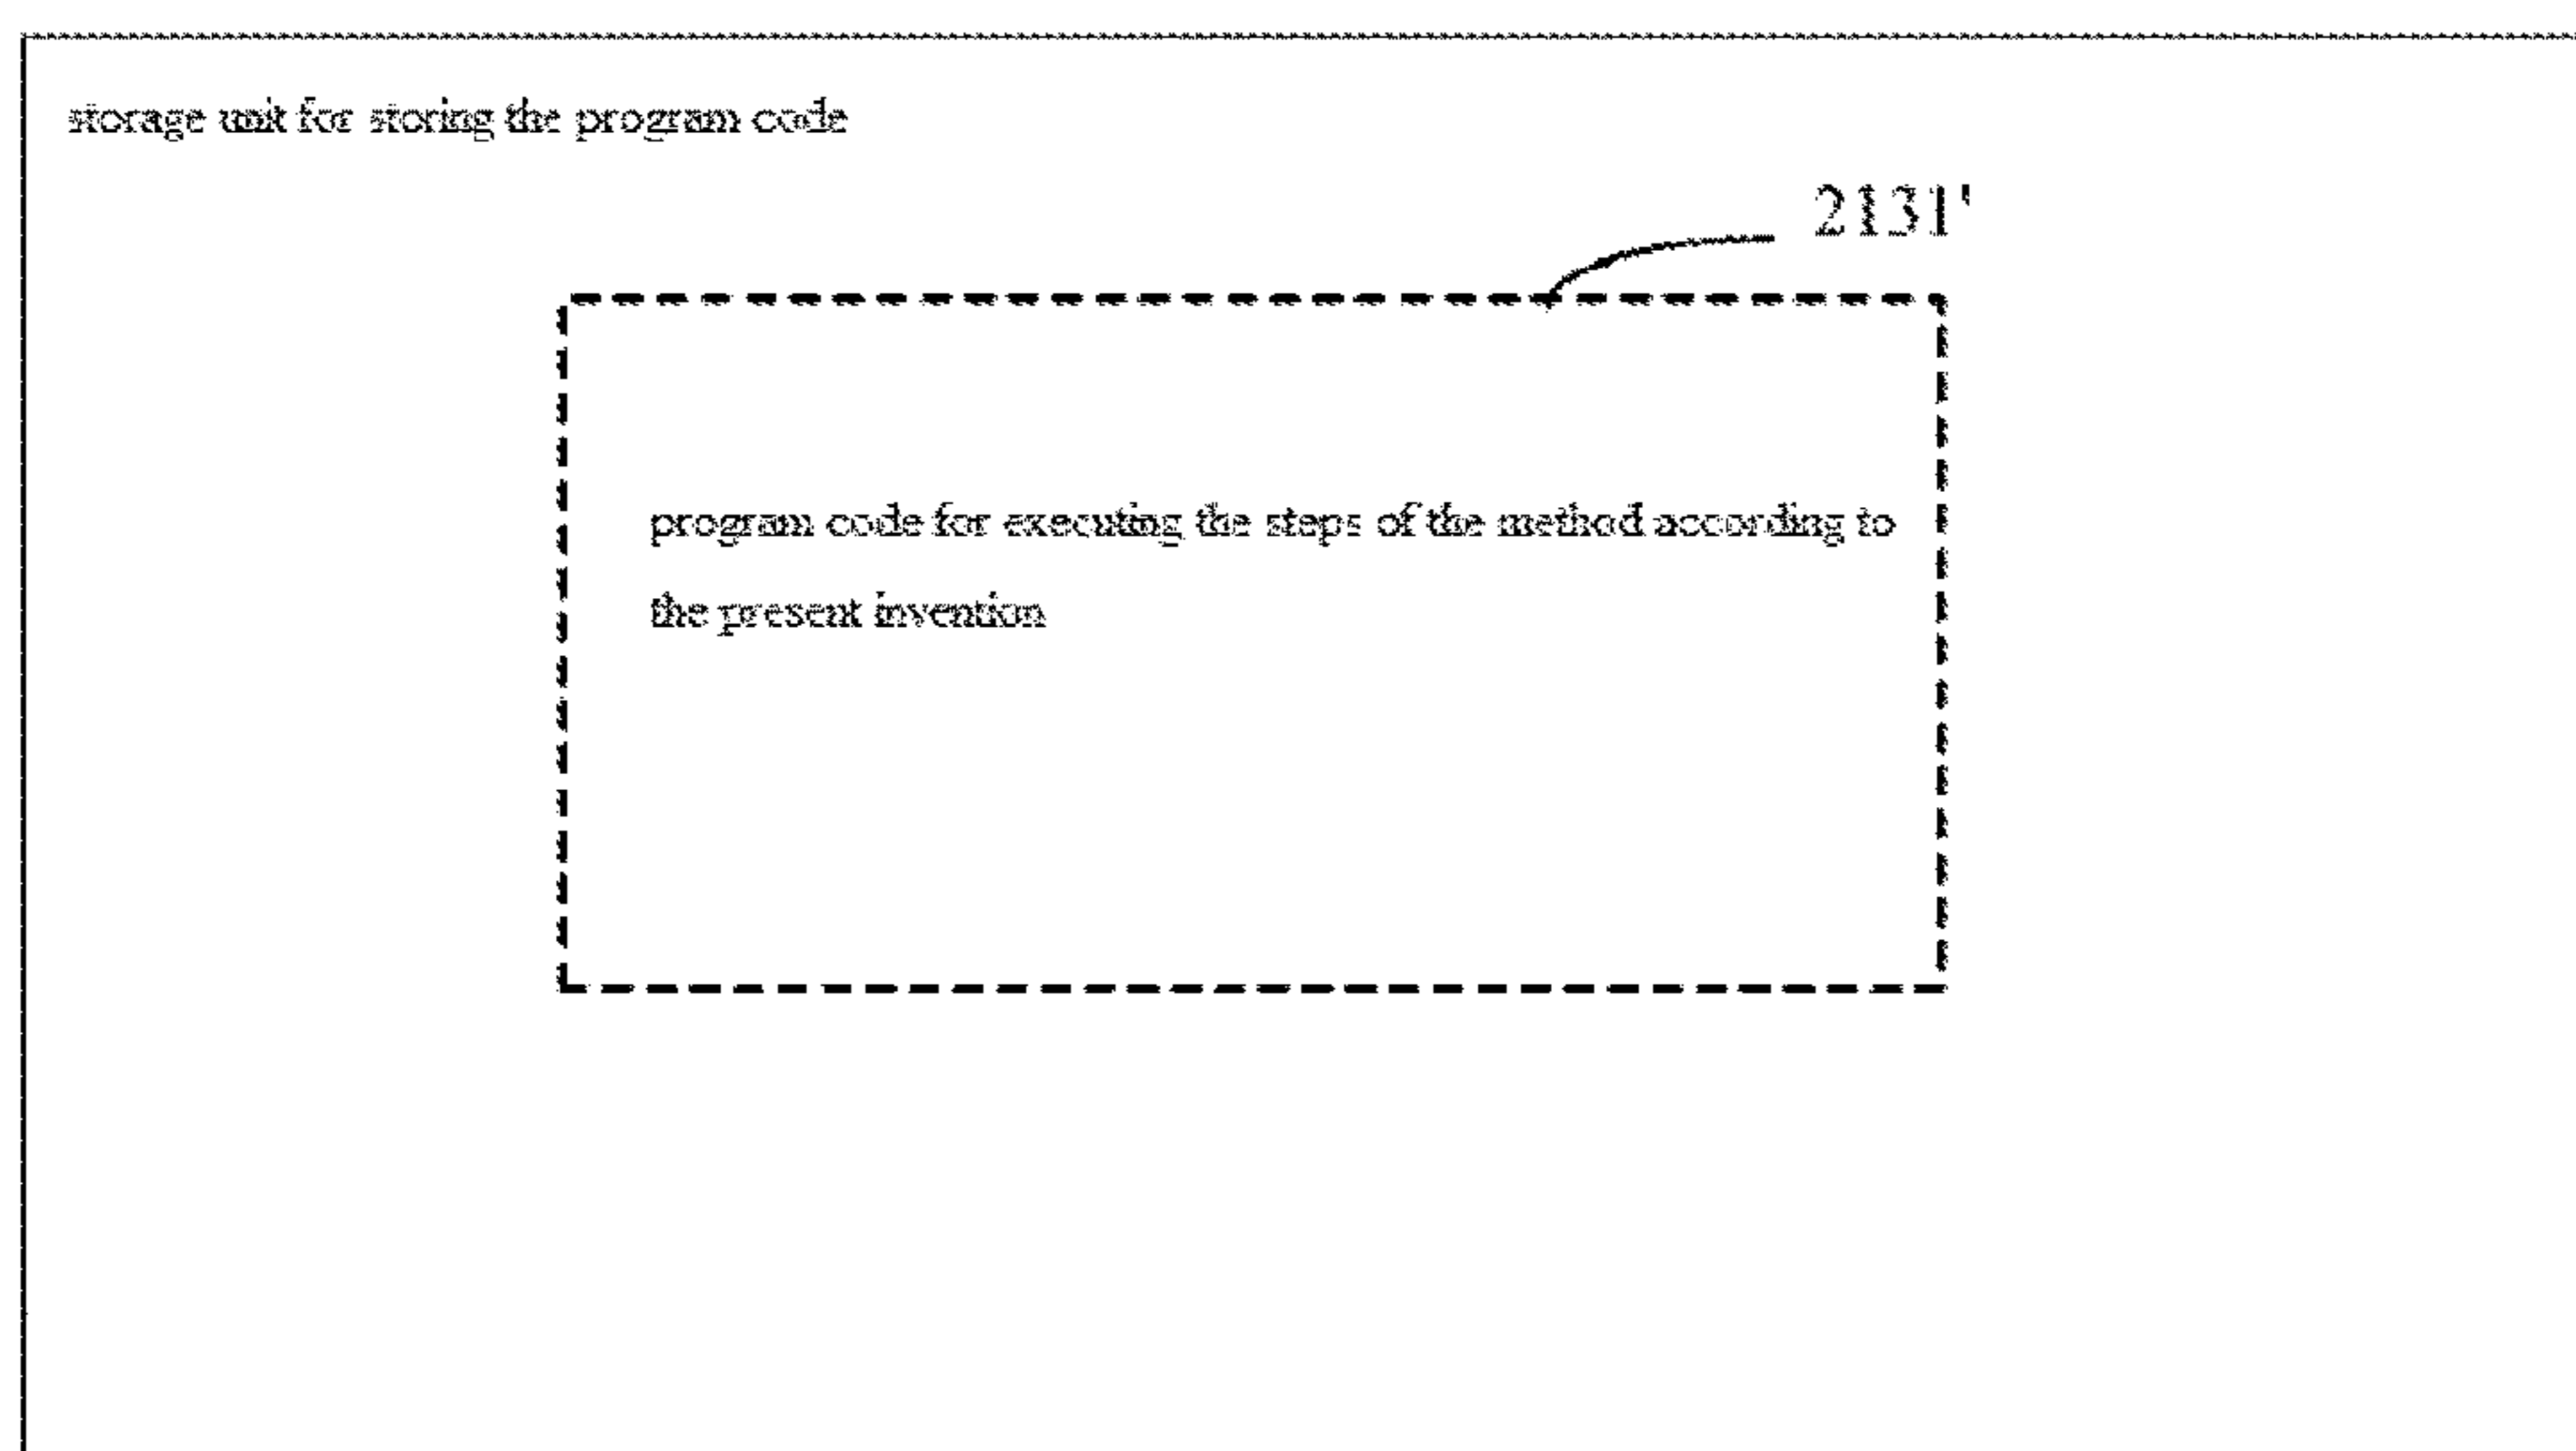 storage unit for storing the program code
2131'
program code for executing the steps of the method according to
the present invention